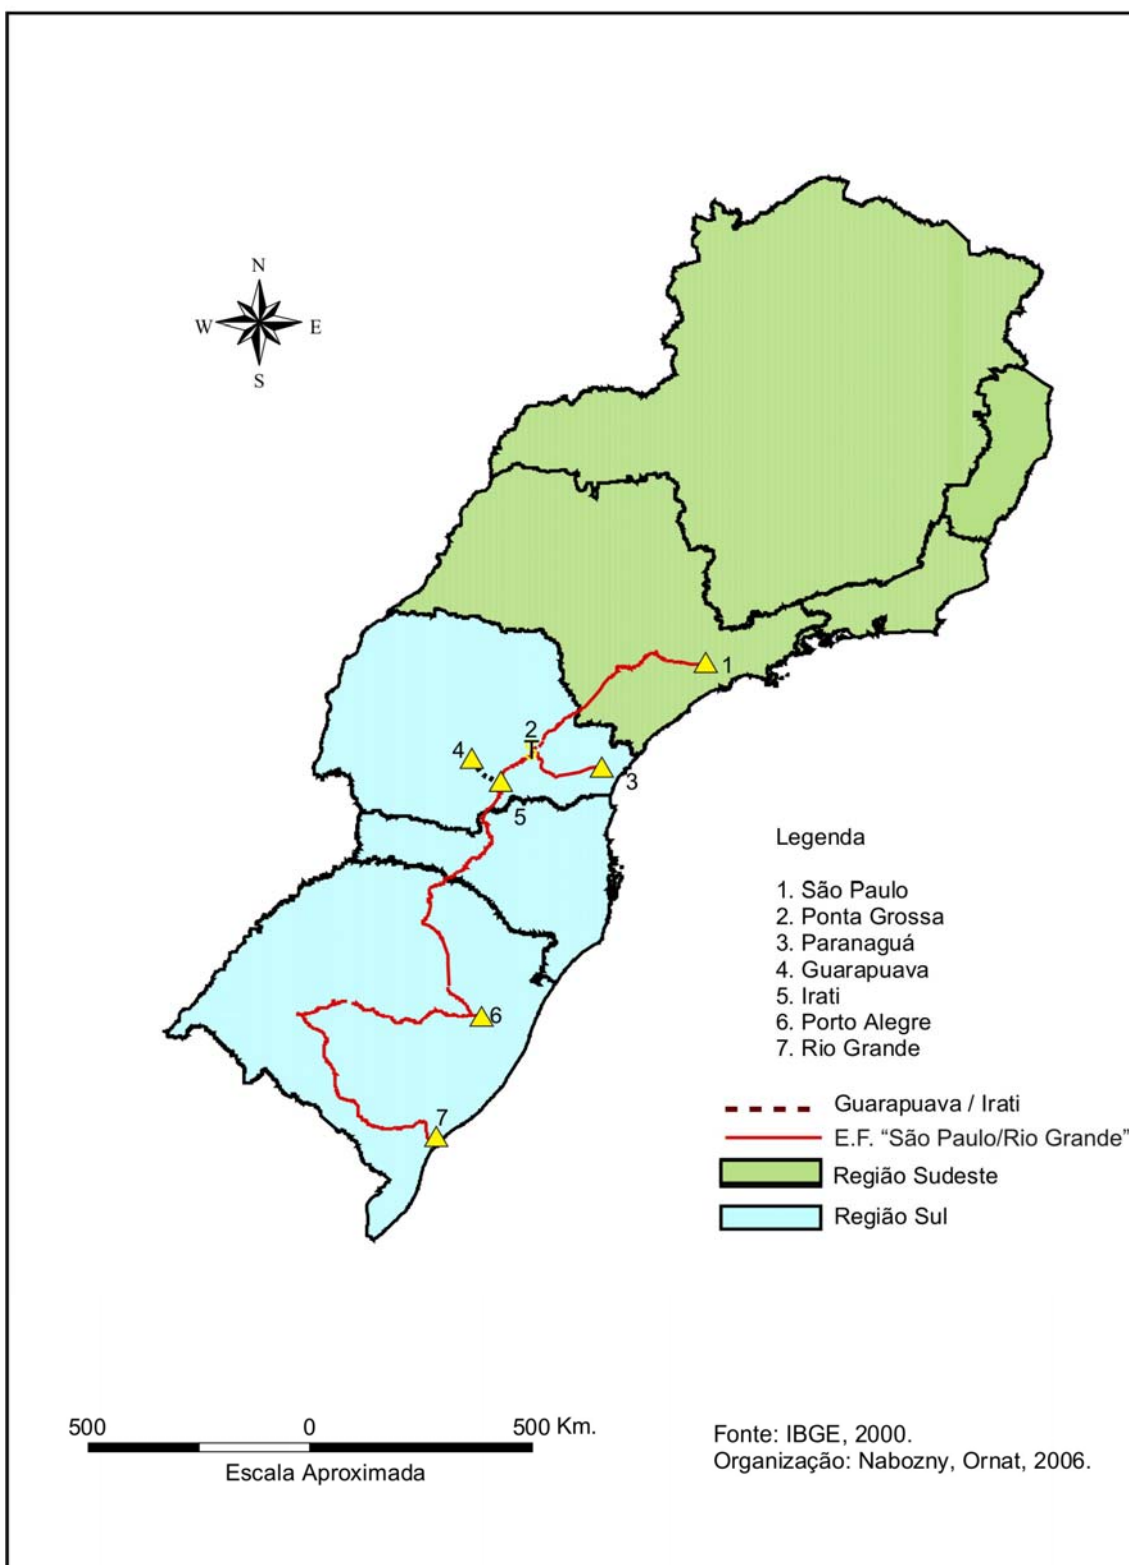 N
W E
S
1
2
T
4
3
5
6
7
Legenda
1. São Paulo
2. Ponta Grossa
3. Paranaguá
4. Guarapuava
5. Irati
6. Porto Alegre
7. Rio Grande
Guarapuava / Irati
E.F. “São Paulo/Rio Grande”
Região Sudeste
Região Sul
500 0 500 Km.
Escala Aproximada
Fonte: IBGE, 2000.
Organização: Nabozny, Ornat, 2006.